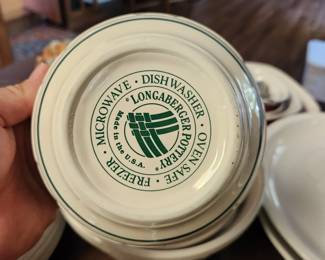 MICROWAVE · DISHWASHER · OVEN SAFE · FREEZER ·
LONGABERGER POTTERY®
Made in the U.S.A.